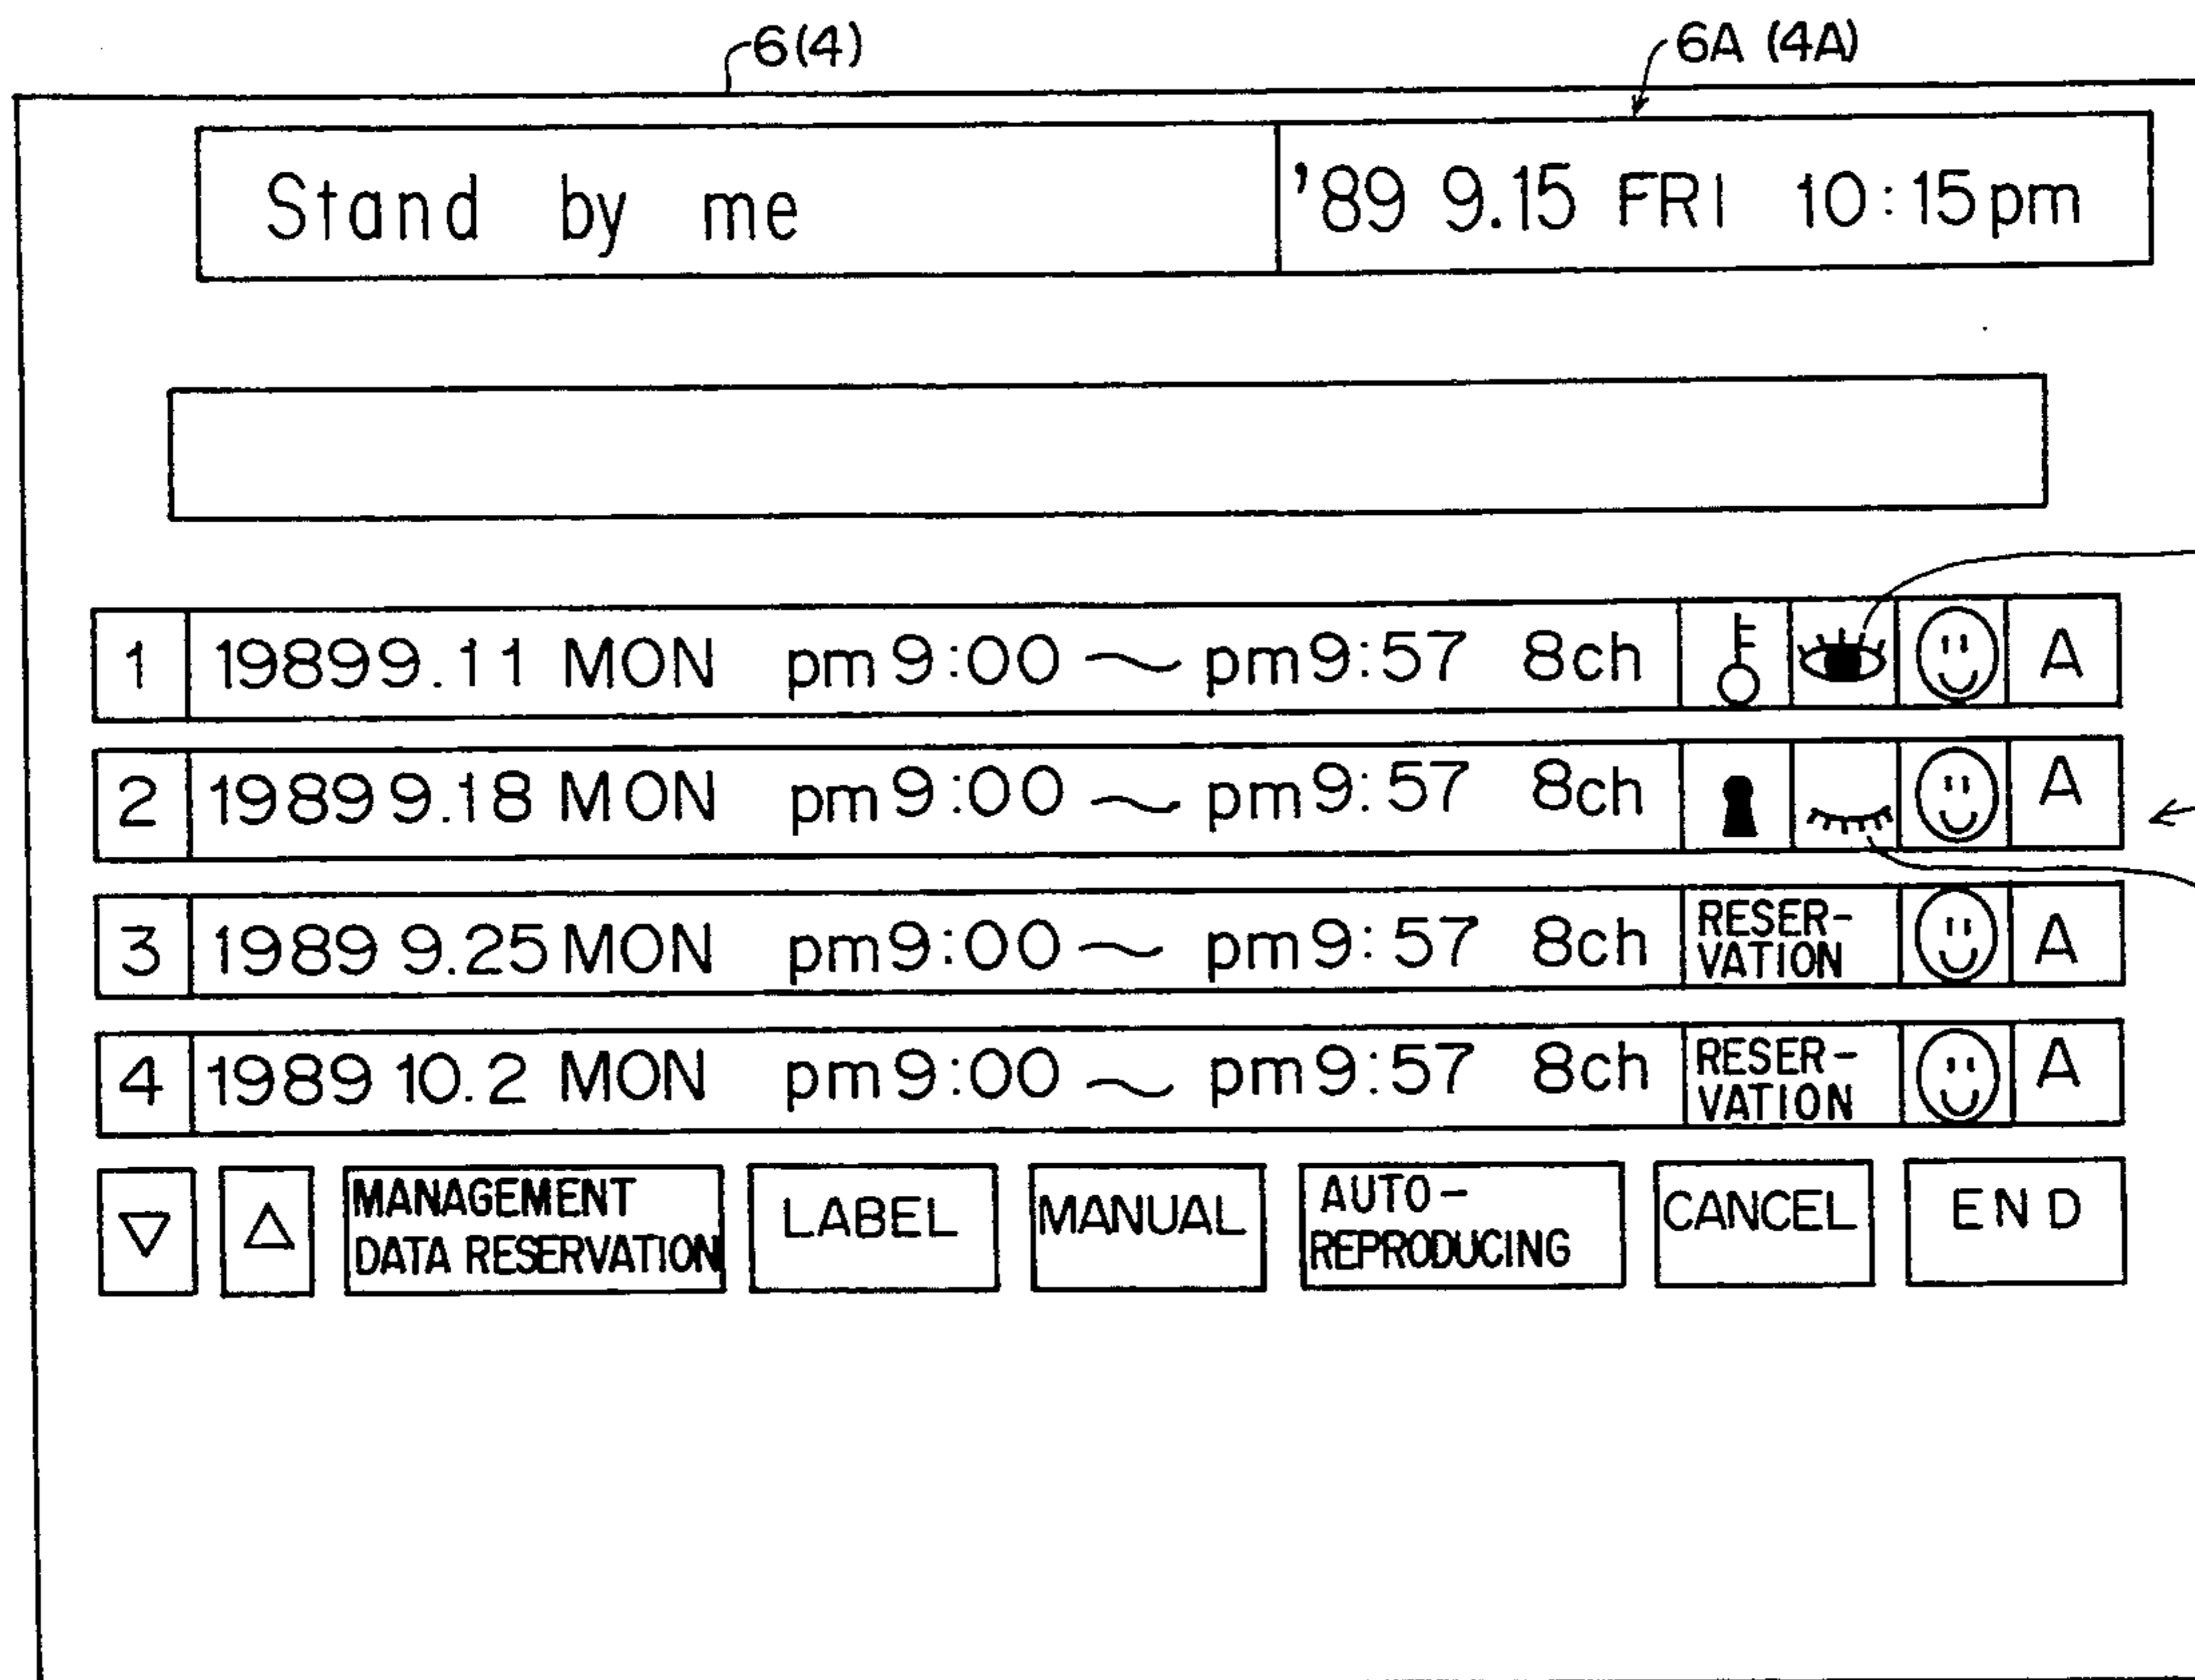 6(4) 6A (4A)
Stand by me '89 9.15 FRI 10:15pm
1 19899.11 MON pm9:00 ～ pm9:57 8ch A
2 1989 9.18 MON pm9:00 ～ pm9:57 8ch A
3 1989 9.25 MON pm9:00 ～ pm9:57 8ch RESER-
VATION A
4 1989 10.2 MON pm9:00 ～ pm9:57 8ch RESER-
VATION A
▽ △ MANAGEMENT
DATA RESERVATION LABEL MANUAL AUTO-
REPRODUCING CANCEL END